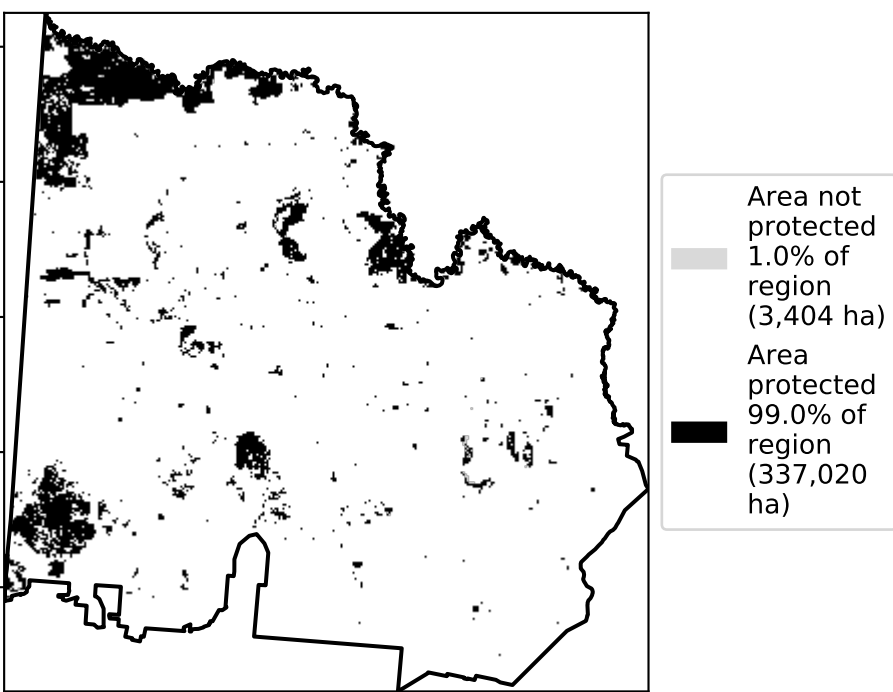 Area not
protected
1.0% of
region
(3,404 ha)
Area
protected
99.0% of
region
(337,020
ha)